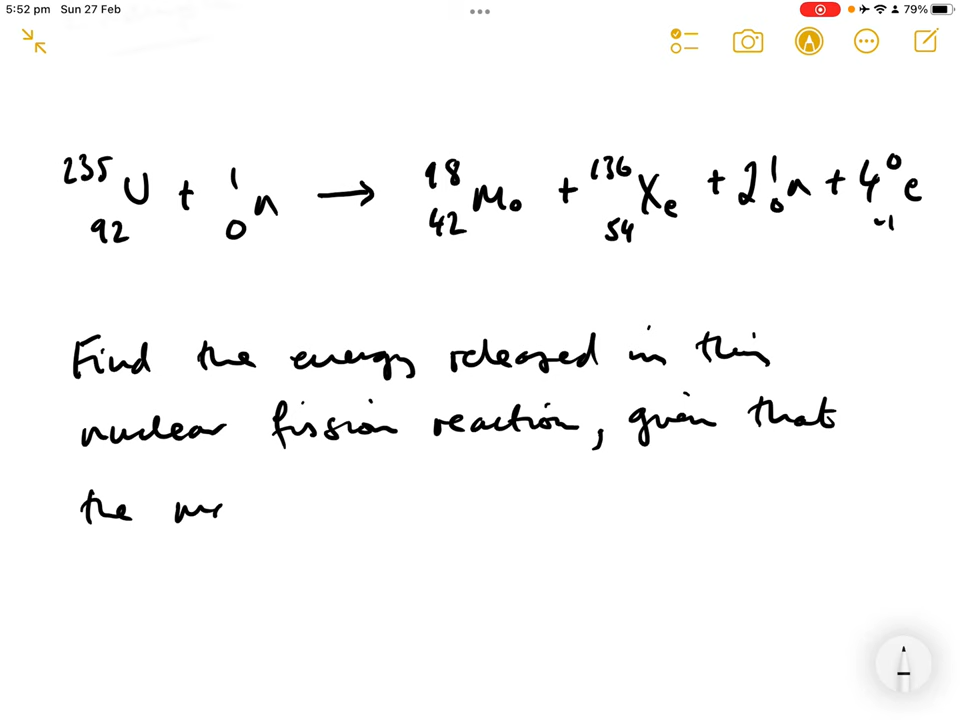 5:52 pm Sun 27 Feb 79%
²³⁵₉₂U + ¹₀n → ⁹⁸₄₂Mo + ¹³⁶₅₄Xe + 2¹₀n + 4⁰₋₁e
Find the energy released in this
nuclear fission reaction, given that
the